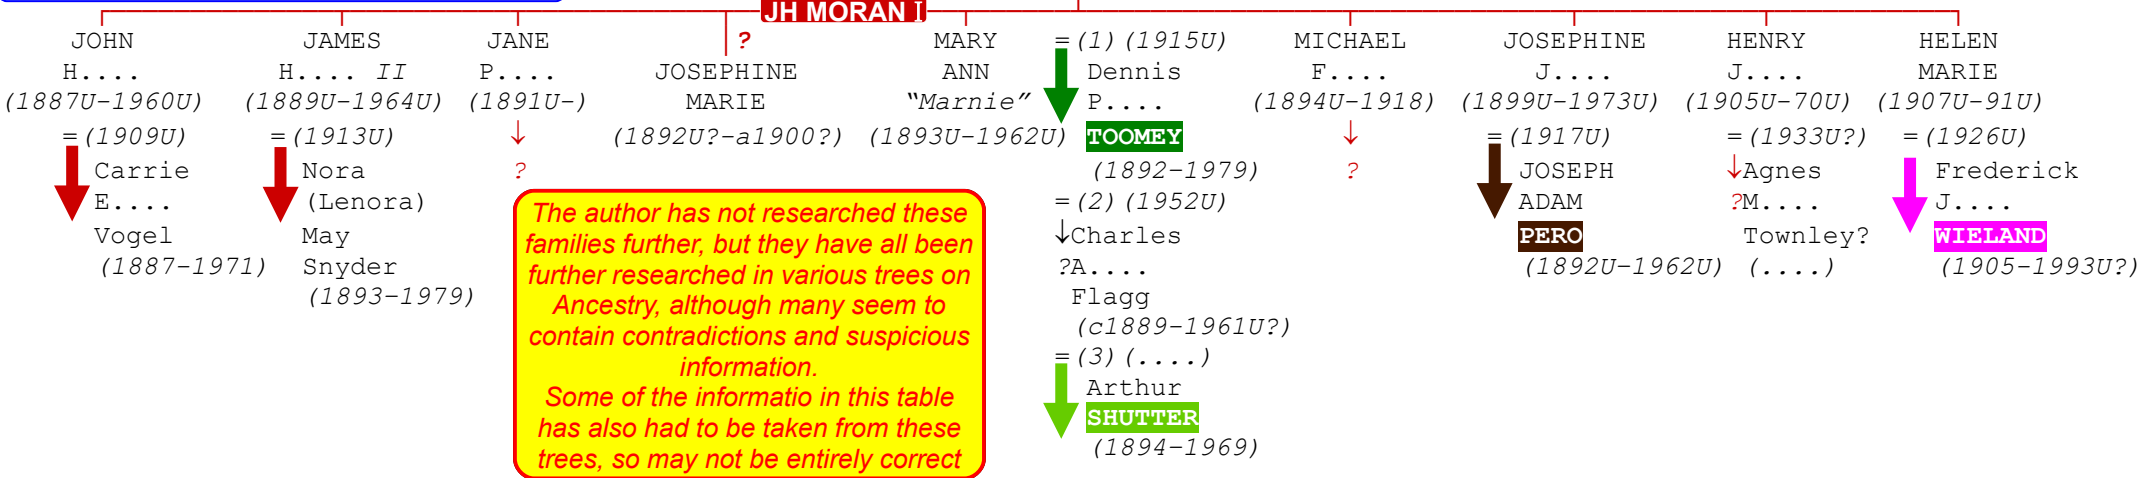 JH MORAN I
JOHN
H....
(1887U-1960U)
=(1909U)
Carrie
E....
Vogel
(1887-1971)
JAMES
H.... II
(1889U-1964U)
=(1913U)
Nora
(Lenora)
May
Snyder
(1893-1979)
JANE
P....
(1891U-)
↓
?
?
JOSEPHINE
MARIE
(1892U?-a1900?)
MARY
ANN
“Marnie”
(1893U-1962U)
=(1)(1915U)
Dennis
P....
TOOMEY
(1892-1979)
=(2)(1952U)
↓Charles
?A....
Flagg
(c1889-1961U?)
=(3)(....)
Arthur
SHUTTER
(1894-1969)
MICHAEL
F....
(1894U-1918)
↓
?
JOSEPHINE
J....
(1899U-1973U)
=(1917U)
JOSEPH
ADAM
PERO
(1892U-1962U)
HENRY
J....
(1905U-70U)
=(1933U?)
↓Agnes
?M....
Townley?
(....)
HELEN
MARIE
(1907U-91U)
=(1926U)
Frederick
J....
WIELAND
(1905-1993U?)
The author has not researched these
families further, but they have all been
further researched in various trees on
Ancestry, although many seem to
contain contradictions and suspicious
information.
Some of the informatio in this table
has also had to be taken from these
trees, so may not be entirely correct